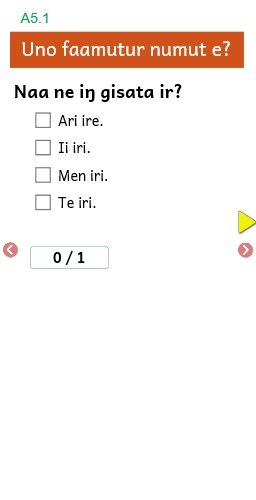 A5.1
Uno faamutur numut e?
Naa ne iŋ gisata ir?
Ari ire.
Ii iri.
Men iri.
Te iri.
0 / 1